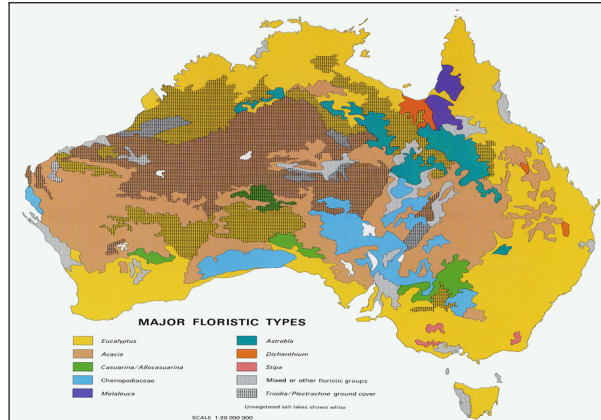 MAJOR FLORISTIC TYPES
Eucalyptus
Acacia
Casuarina/Allocasuarina
Chenopodiaceae
Melaleuca
Astrebla
Dichanthium
Stipa
Mixed or other floristic groups
Triodia/Plectrachne ground cover
Unvegetated salt lakes shown white
SCALE 1:20 000 000